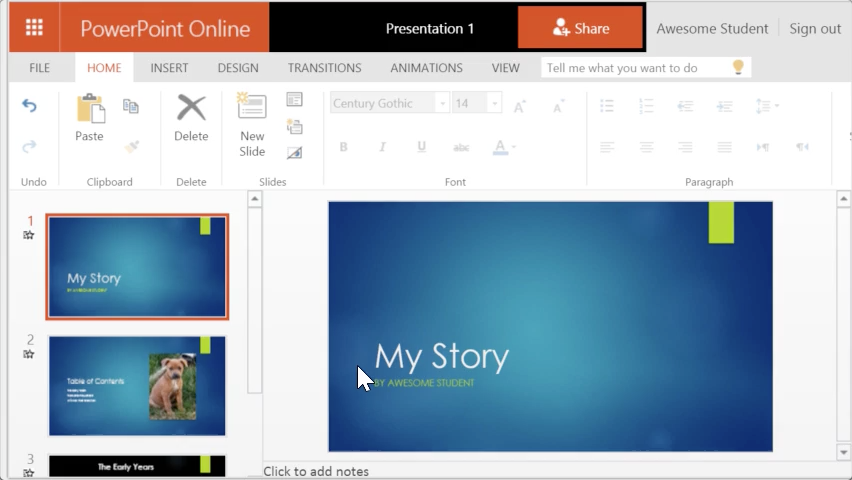 PowerPoint Online
Presentation 1
Share
Awesome Student
Sign out
FILE
HOME
INSERT
DESIGN
TRANSITIONS
ANIMATIONS
VIEW
Tell me what you want to do
Century Gothic
14
A
A
Paste
Delete
New
Slide
B
I
U
abc
A
Undo
Clipboard
Delete
Slides
Font
Paragraph
1
My Story
BY AWESOME STUDENT
2
Table of Contents
3
The Early Years
My Story
BY AWESOME STUDENT
Click to add notes